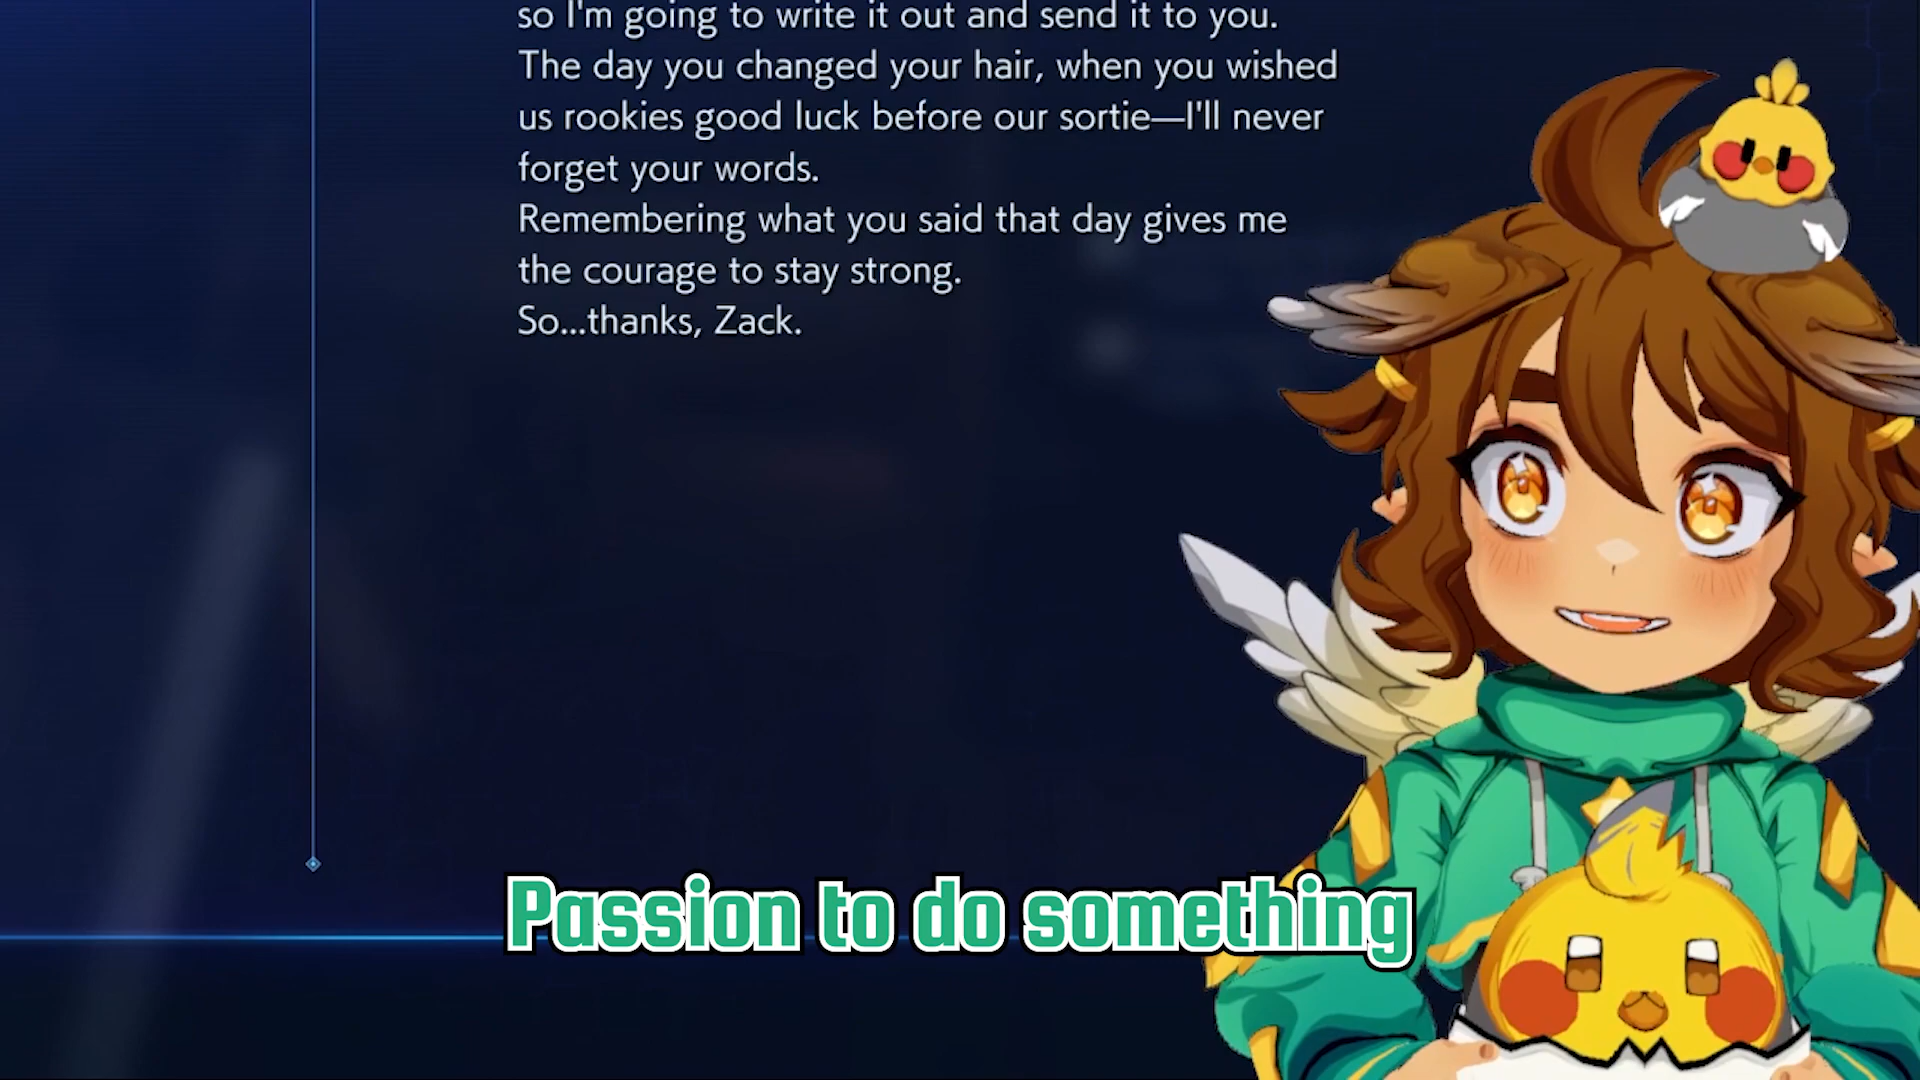 so I'm going to write it out and send it to you.
The day you changed your hair, when you wished
us rookies good luck before our sortie—I'll never
forget your words.
Remembering what you said that day gives me
the courage to stay strong.
So...thanks, Zack.
Passion to do something